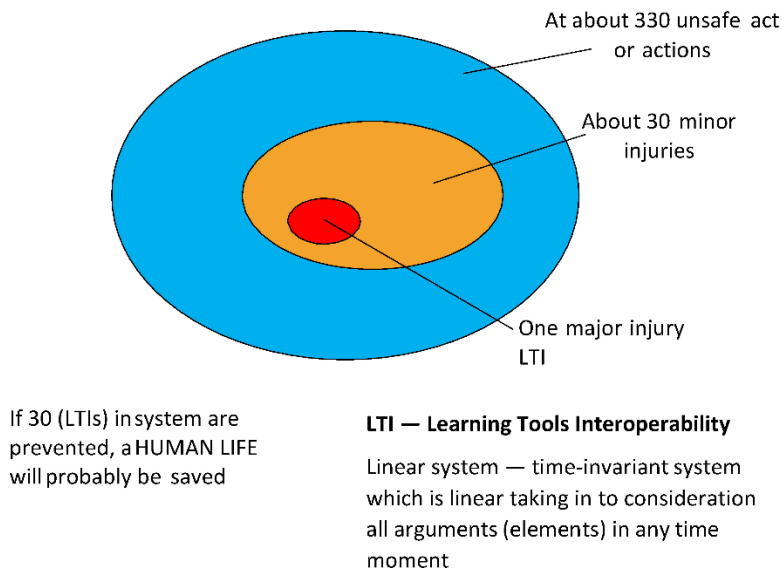 At about 330 unsafe act
or actions
About 30 minor
injuries
One major injury
LTI
If 30 (LTIs) in system are
prevented, a HUMAN LIFE
will probably be saved
LTI — Learning Tools Interoperability
Linear system — time-invariant system
which is linear taking in to consideration
all arguments (elements) in any time
moment